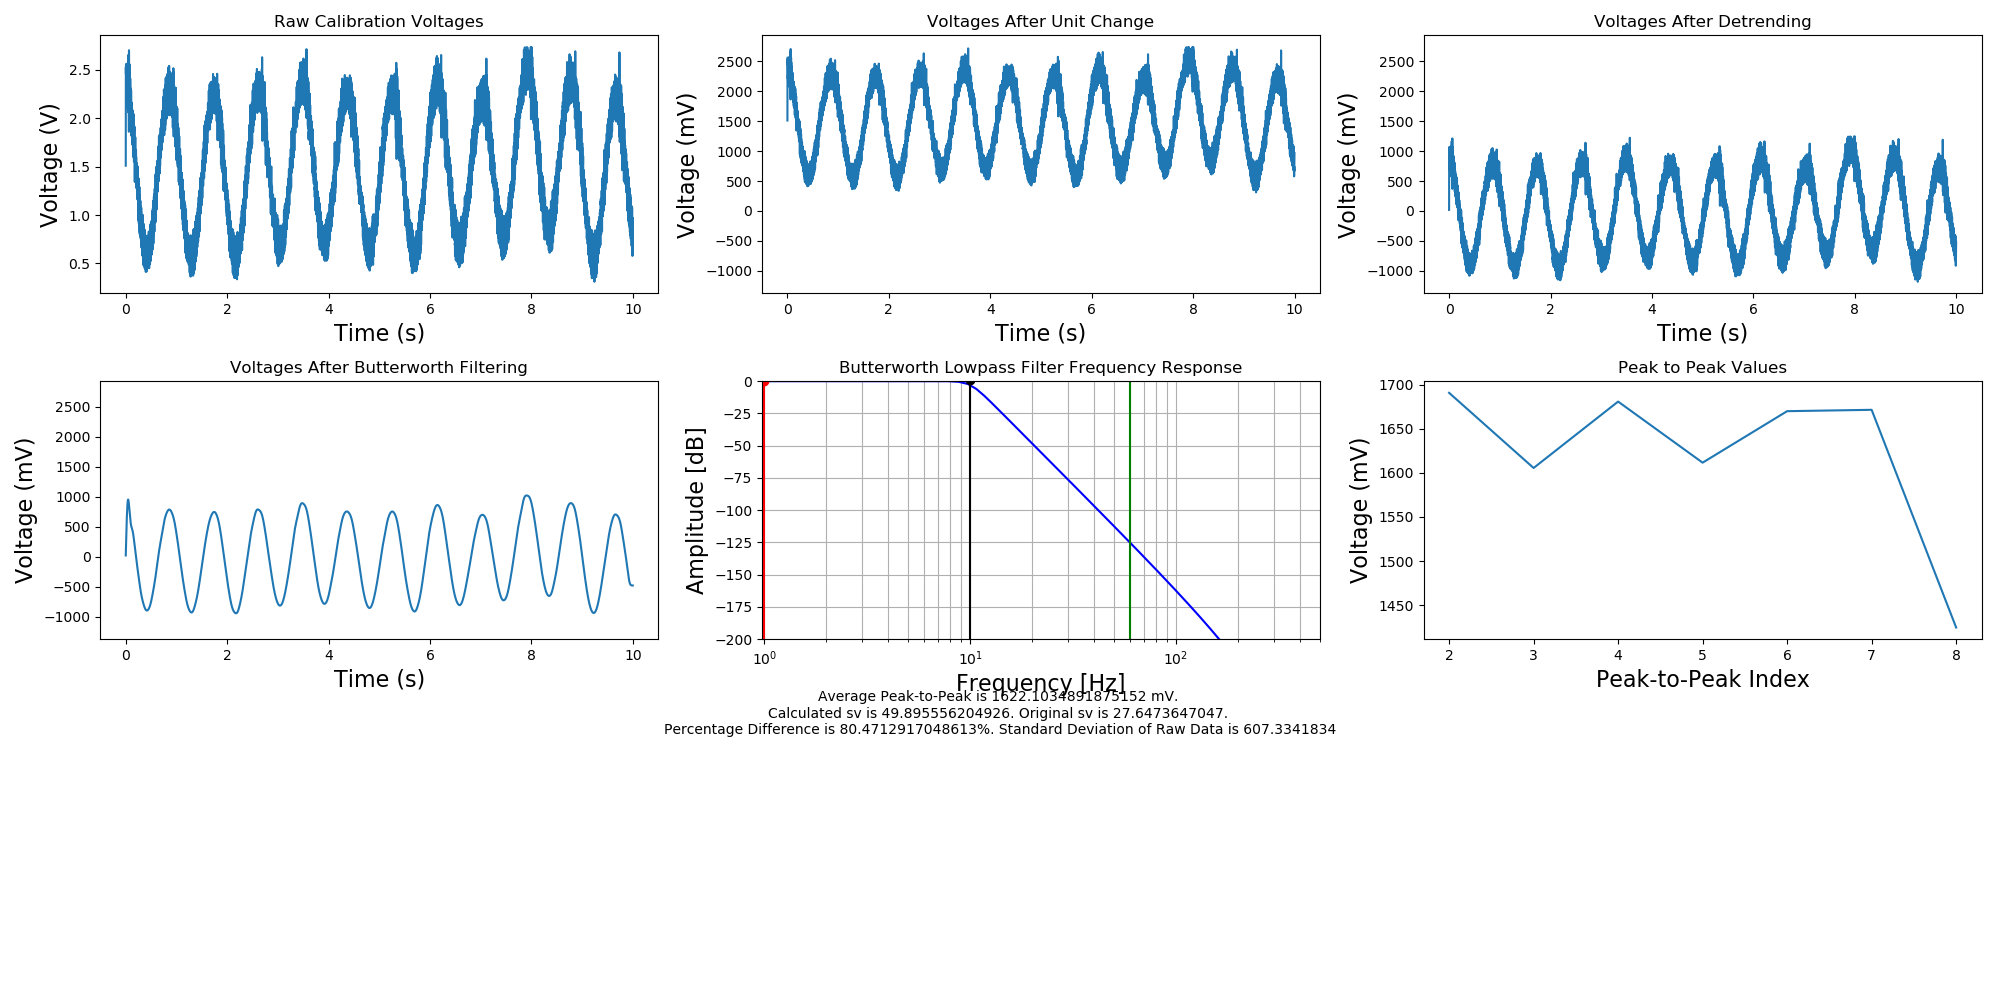 Raw Calibration Voltages
Voltage (V)
2.5
2.0
1.5
1.0
0.5
0 2 4 6 8 10
Time (s)
Voltages After Unit Change
Voltage (mV)
2500
2000
1500
1000
500
0
−500
−1000
0 2 4 6 8 10
Time (s)
Voltages After Detrending
Voltage (mV)
2500
2000
1500
1000
500
0
−500
−1000
0 2 4 6 8 10
Time (s)
Voltages After Butterworth Filtering
Voltage (mV)
2500
2000
1500
1000
500
0
−500
−1000
0 2 4 6 8 10
Time (s)
Butterworth Lowpass Filter Frequency Response
Amplitude [dB]
0
−25
−50
−75
−100
−125
−150
−175
−200
10⁰ 10¹ 10²
Frequency [Hz]
Peak to Peak Values
Voltage (mV)
1700
1650
1600
1550
1500
1450
2 3 4 5 6 7 8
Peak-to-Peak Index
Average Peak-to-Peak is 1622.1034891875152 mV.
Calculated sv is 49.895556204926. Original sv is 27.6473647047.
Percentage Difference is 80.4712917048613%. Standard Deviation of Raw Data is 607.3341834